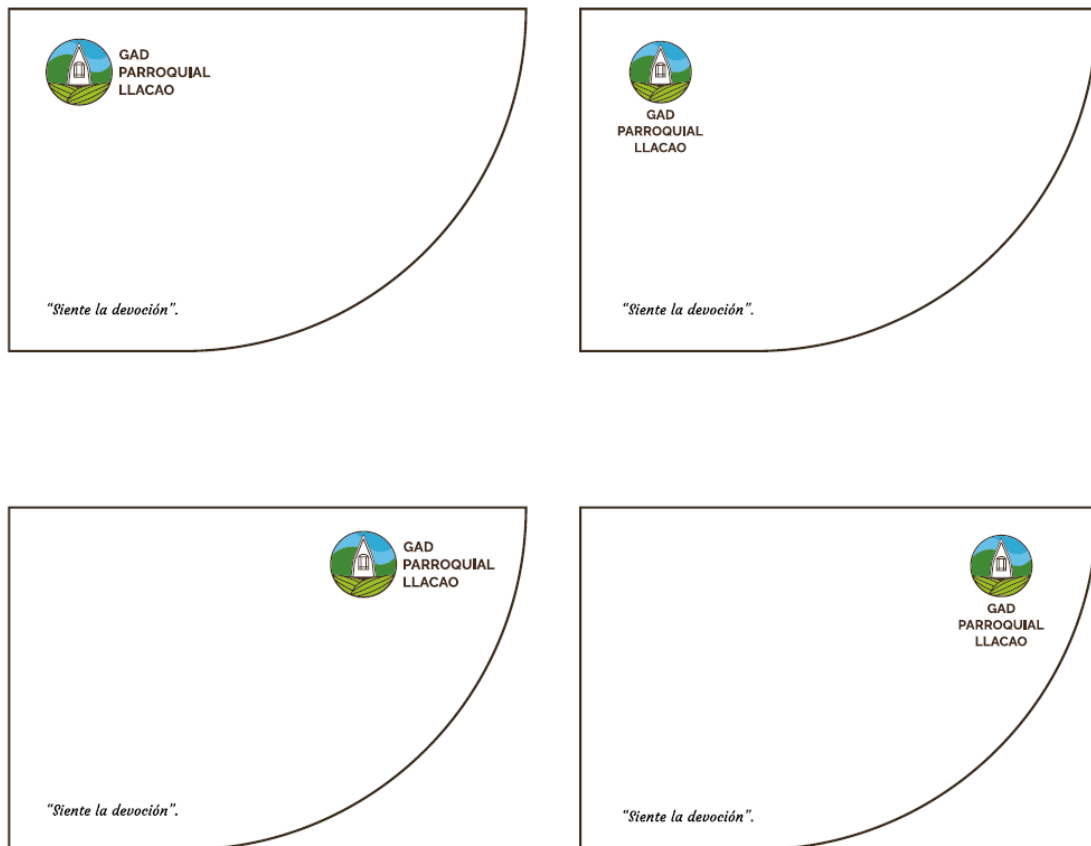 GAD
PARROQUIAL
LLACAO
“Siente la devoción”.
GAD
PARROQUIAL
LLACAO
“Siente la devoción”.
GAD
PARROQUIAL
LLACAO
“Siente la devoción”.
GAD
PARROQUIAL
LLACAO
“Siente la devoción”.